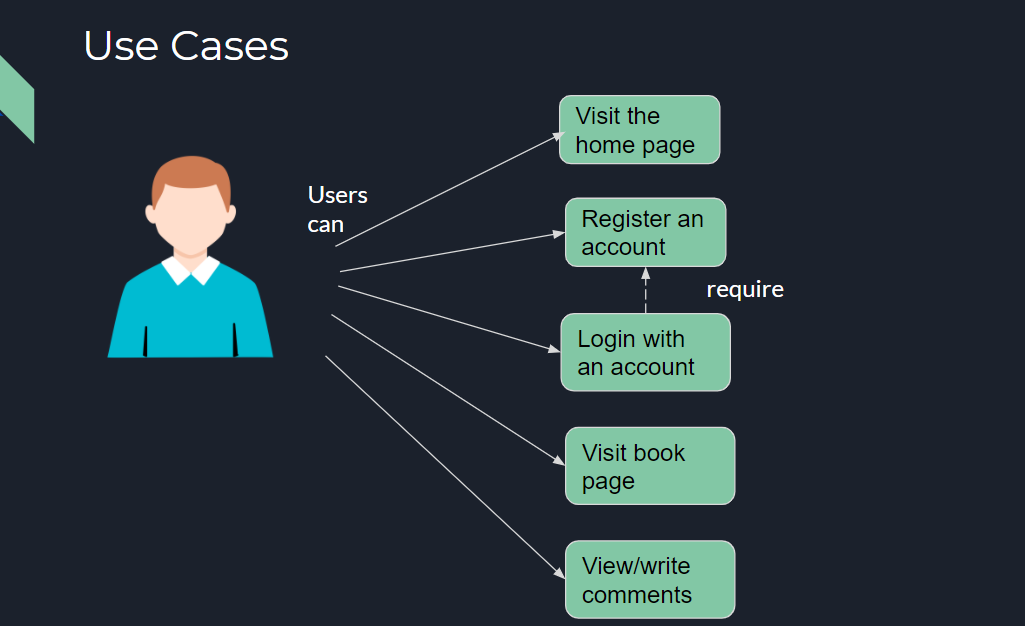 Use Cases
Visit the
home page
Users
can
Register an
account
require
Login with
an account
Visit book
page
View/write
comments